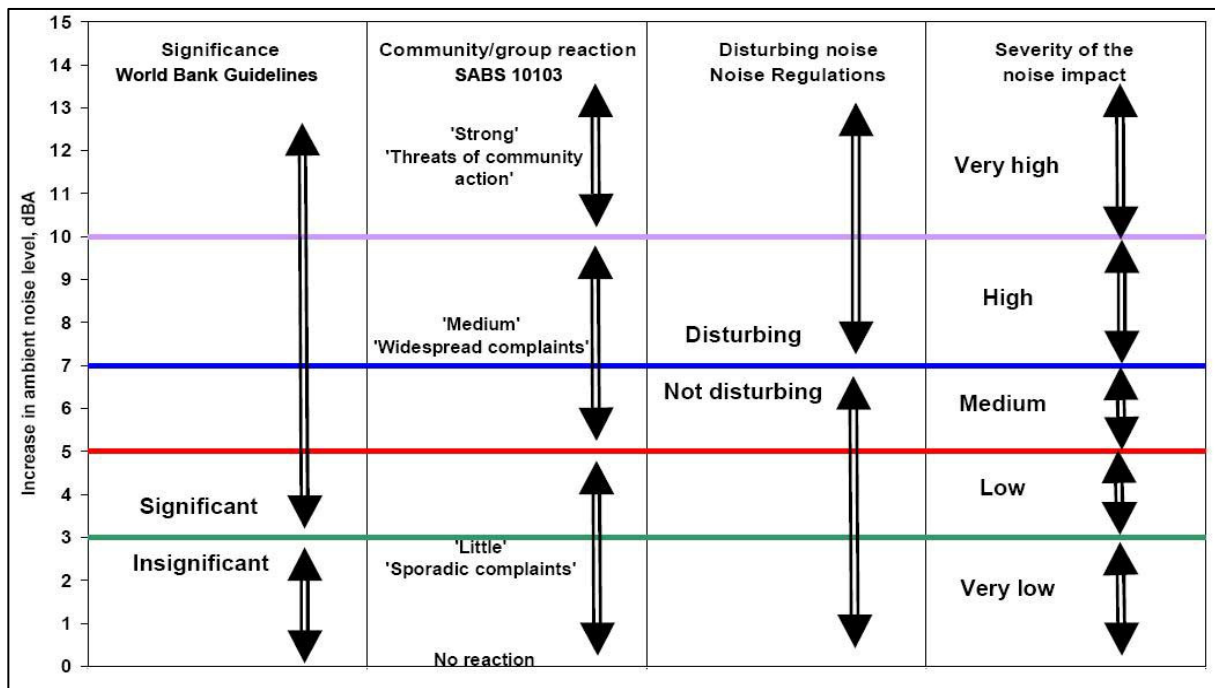 Increase in ambient noise level, dBA
15
14
13
12
11
10
9
8
7
6
5
4
3
2
1
0
Significance
World Bank Guidelines
Significant
Insignificant
Community/group reaction
SABS 10103
'Strong'
'Threats of community
action'
'Medium'
'Widespread complaints'
'Little'
'Sporadic complaints'
No reaction
Disturbing noise
Noise Regulations
Disturbing
Not disturbing
Severity of the
noise impact
Very high
High
Medium
Low
Very low